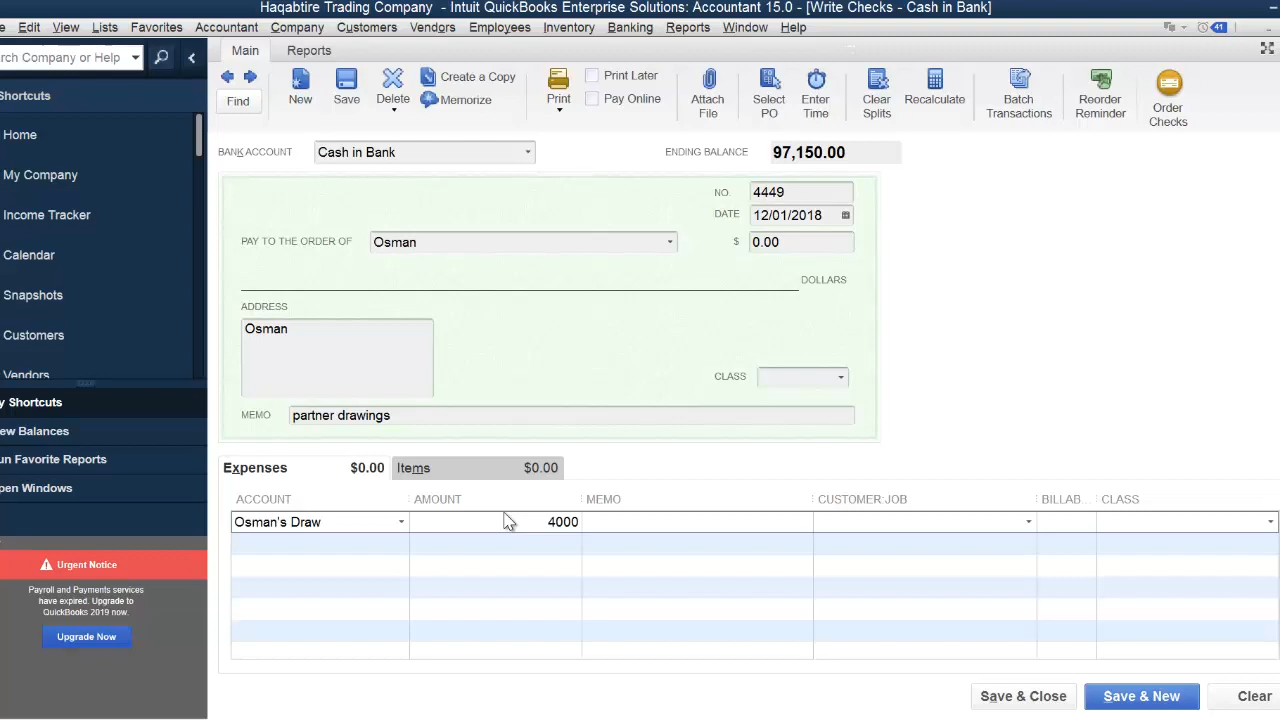 Haqabtire Trading Company - Intuit QuickBooks Enterprise Solutions: Accountant 15.0 - [Write Checks - Cash in Bank]
e Edit View Lists Favorites Accountant Company Customers Vendors Employees Inventory Banking Reports Window Help 41
rch Company or Help
Main Reports
Find New Save Delete Create a Copy Memorize Print Print Later Pay Online Attach File Select PO Enter Time Clear Splits Recalculate Batch Transactions Reorder Reminder Order Checks
Shortcuts
Home
My Company
Income Tracker
Calendar
Snapshots
Customers
Vendors
y Shortcuts
ew Balances
un Favorite Reports
pen Windows
Urgent Notice
Payroll and Payments services
have expired. Upgrade to
QuickBooks 2019 now.
Upgrade Now
BANK ACCOUNT Cash in Bank ENDING BALANCE 97,150.00
NO. 4449
DATE 12/01/2018
PAY TO THE ORDER OF Osman $ 0.00
DOLLARS
ADDRESS
Osman
CLASS
MEMO partner drawings
Expenses $0.00 Items $0.00
ACCOUNT AMOUNT MEMO CUSTOMER:JOB BILLAB... CLASS
Osman's Draw 4000
Save & Close Save & New Clear